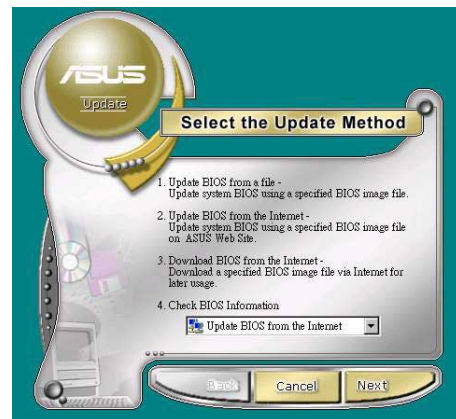 ASUS
Update
Select the Update Method
1. Update BIOS from a file -
Update system BIOS using a specified BIOS image file.
2. Update BIOS from the Internet -
Update system BIOS using a specified BIOS image file
on ASUS Web Site.
3. Download BIOS from the Internet -
Download a specified BIOS image file via Internet for
later usage.
4. Check BIOS Information
Update BIOS from the Internet
Back
Cancel
Next